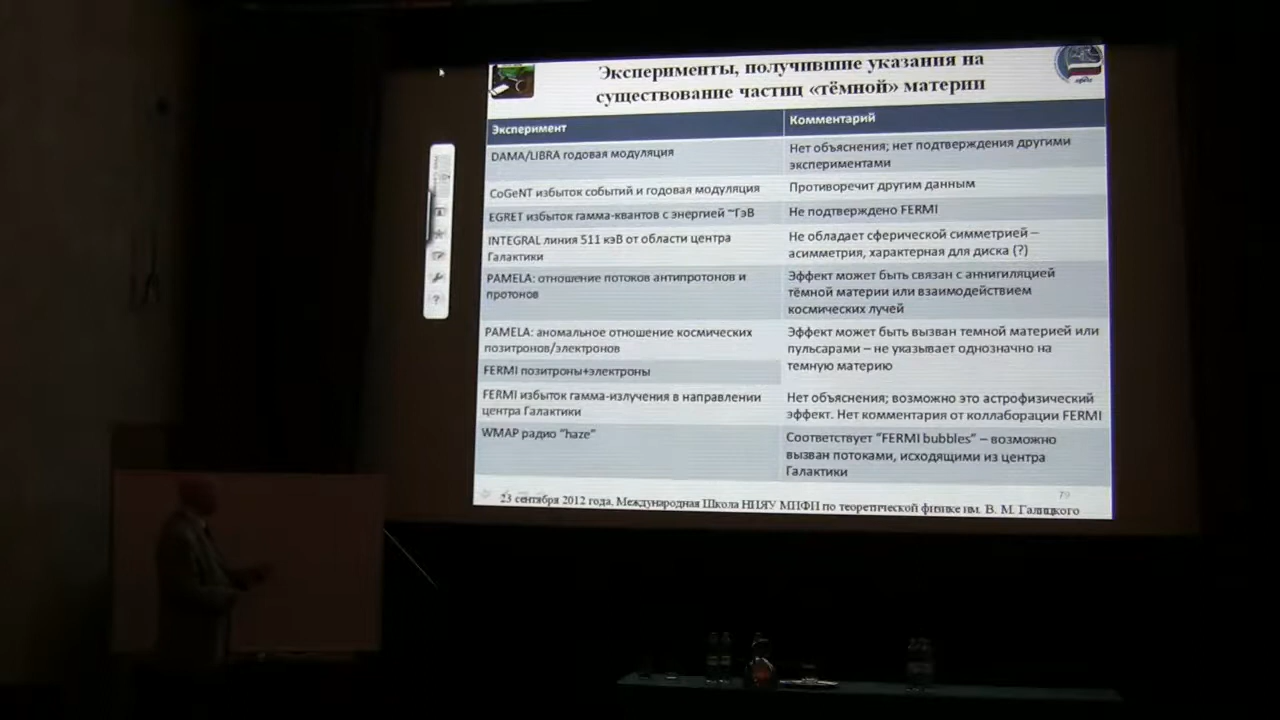 Эксперименты, получившие указания на
существование частиц «тёмной» материи
Эксперимент
Комментарий
DAMA/LIBRA годовая модуляция
Нет объяснения; нет подтверждения другими
экспериментами
CoGeNT избыток событий и годовая модуляция
Противоречит другим данным
EGRET избыток гамма-квантов с энергией ~ГэВ
Не подтверждено FERMI
INTEGRAL линия 511 кэВ от области центра
Галактики
Не обладает сферической симметрией –
асимметрия, характерная для диска (?)
PAMELA: отношение потоков антипротонов и
протонов
Эффект может быть связан с аннигиляцией
тёмной материи или взаимодействием
космических лучей
PAMELA: аномальное отношение космических
позитронов/электронов
Эффект может быть вызван темной материей или
пульсарами – не указывает однозначно на
темную материю
FERMI позитроны+электроны
FERMI избыток гамма-излучения в направлении
центра Галактики
Нет объяснения; возможно это астрофизический
эффект. Нет комментария от коллаборации FERMI
WMAP радио "haze"
Соответствует "FERMI bubbles" – возможно
вызван потоками, исходящими из центра
Галактики
79
23 сентября 2012 года, Международная Школа НИЯУ МИФИ по теоретической физике им. В. М. Галицкого